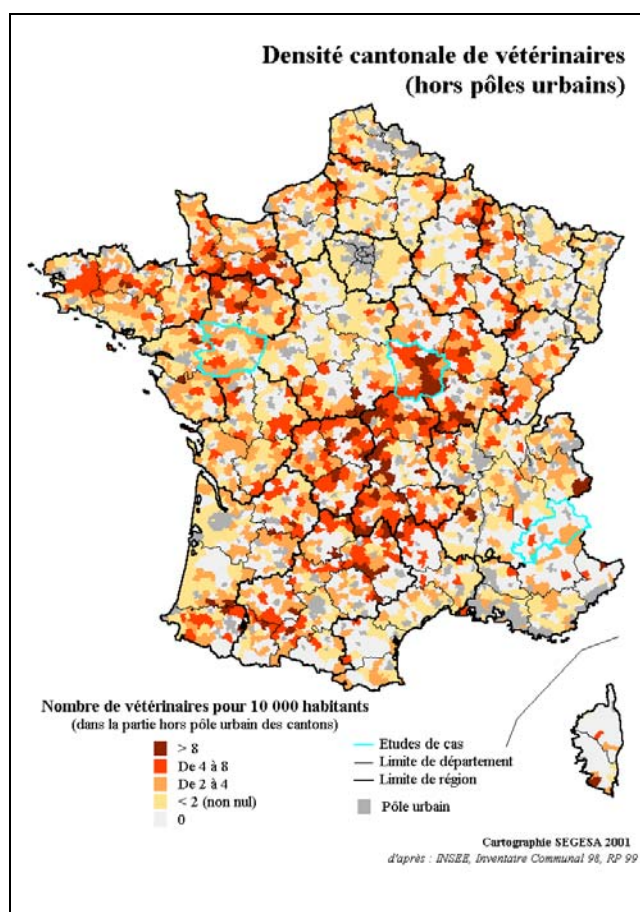 Densité cantonale de vétérinaires
(hors pôles urbains)
Nombre de vétérinaires pour 10 000 habitants
(dans la partie hors pôle urbain des cantons)
> 8
De 4 à 8
De 2 à 4
< 2 (non nul)
0
Etudes de cas
Limite de département
Limite de région
Pôle urbain
Cartographie SEGESA 2001
d'après : INSEE, Inventaire Communal 98, RP 99